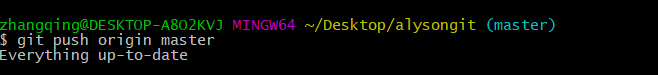 zhangqing@DESKTOP-A8O2KVJ MINGW64 ~/Desktop/alysongit (master)
$ git push origin master
Everything up-to-date